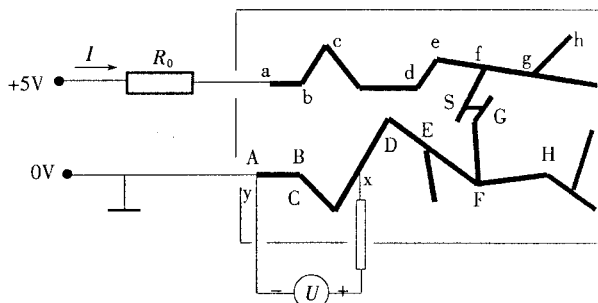 I R₀
+5V
a b c d e f g h
S G
0V
A B C D E F H
y x
− U +